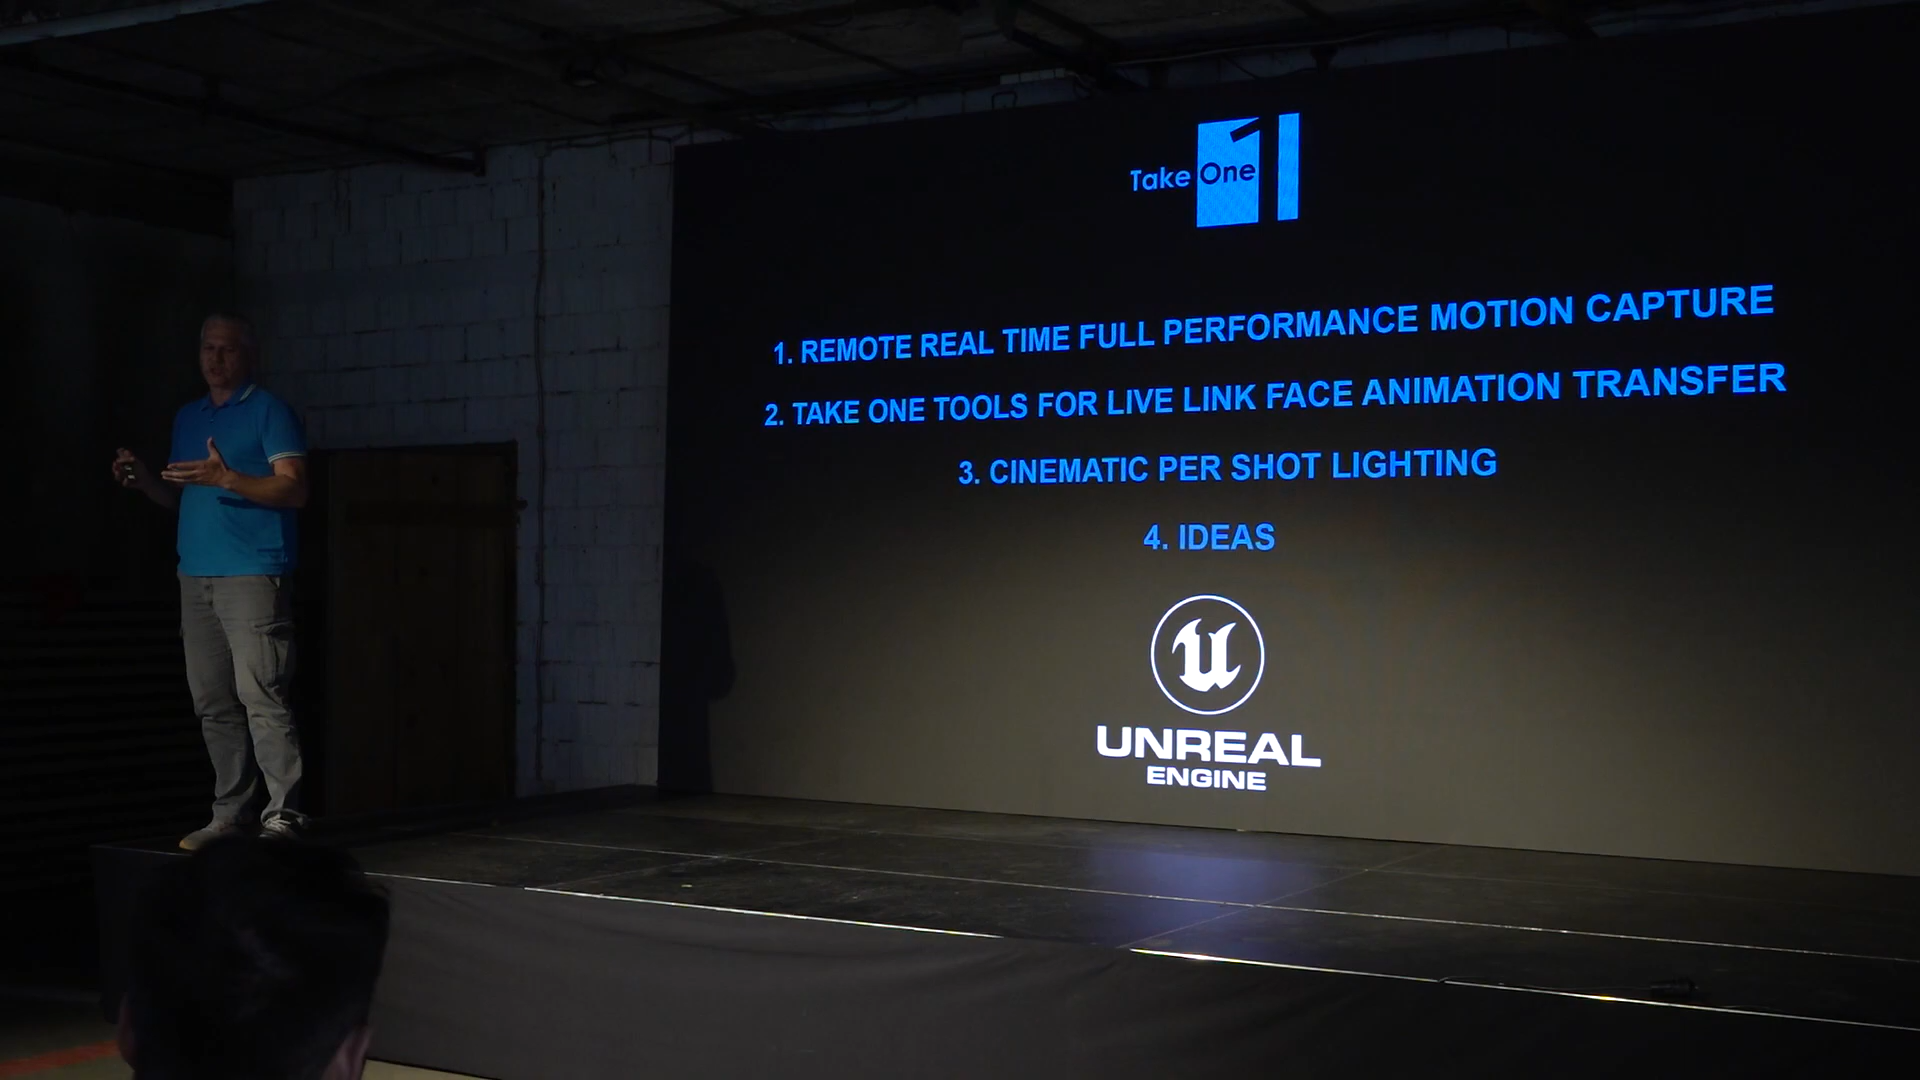 Take One 1
1. REMOTE REAL TIME FULL PERFORMANCE MOTION CAPTURE
2. TAKE ONE TOOLS FOR LIVE LINK FACE ANIMATION TRANSFER
3. CINEMATIC PER SHOT LIGHTING
4. IDEAS
UNREAL
ENGINE